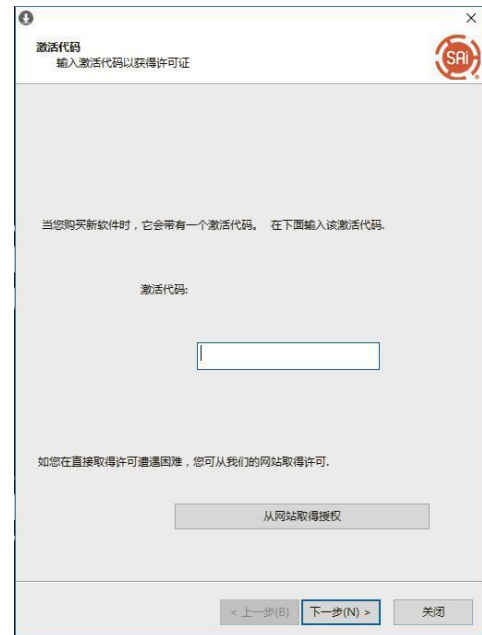 激活代码
输入激活代码以获得许可证
SAi
当您购买新软件时，它会带有一个激活代码。 在下面输入该激活代码.
激活代码:
如您在直接取得许可遭遇困难，您可从我们的网站取得许可.
从网站取得授权
< 上一步(B) 下一步(N) > 关闭